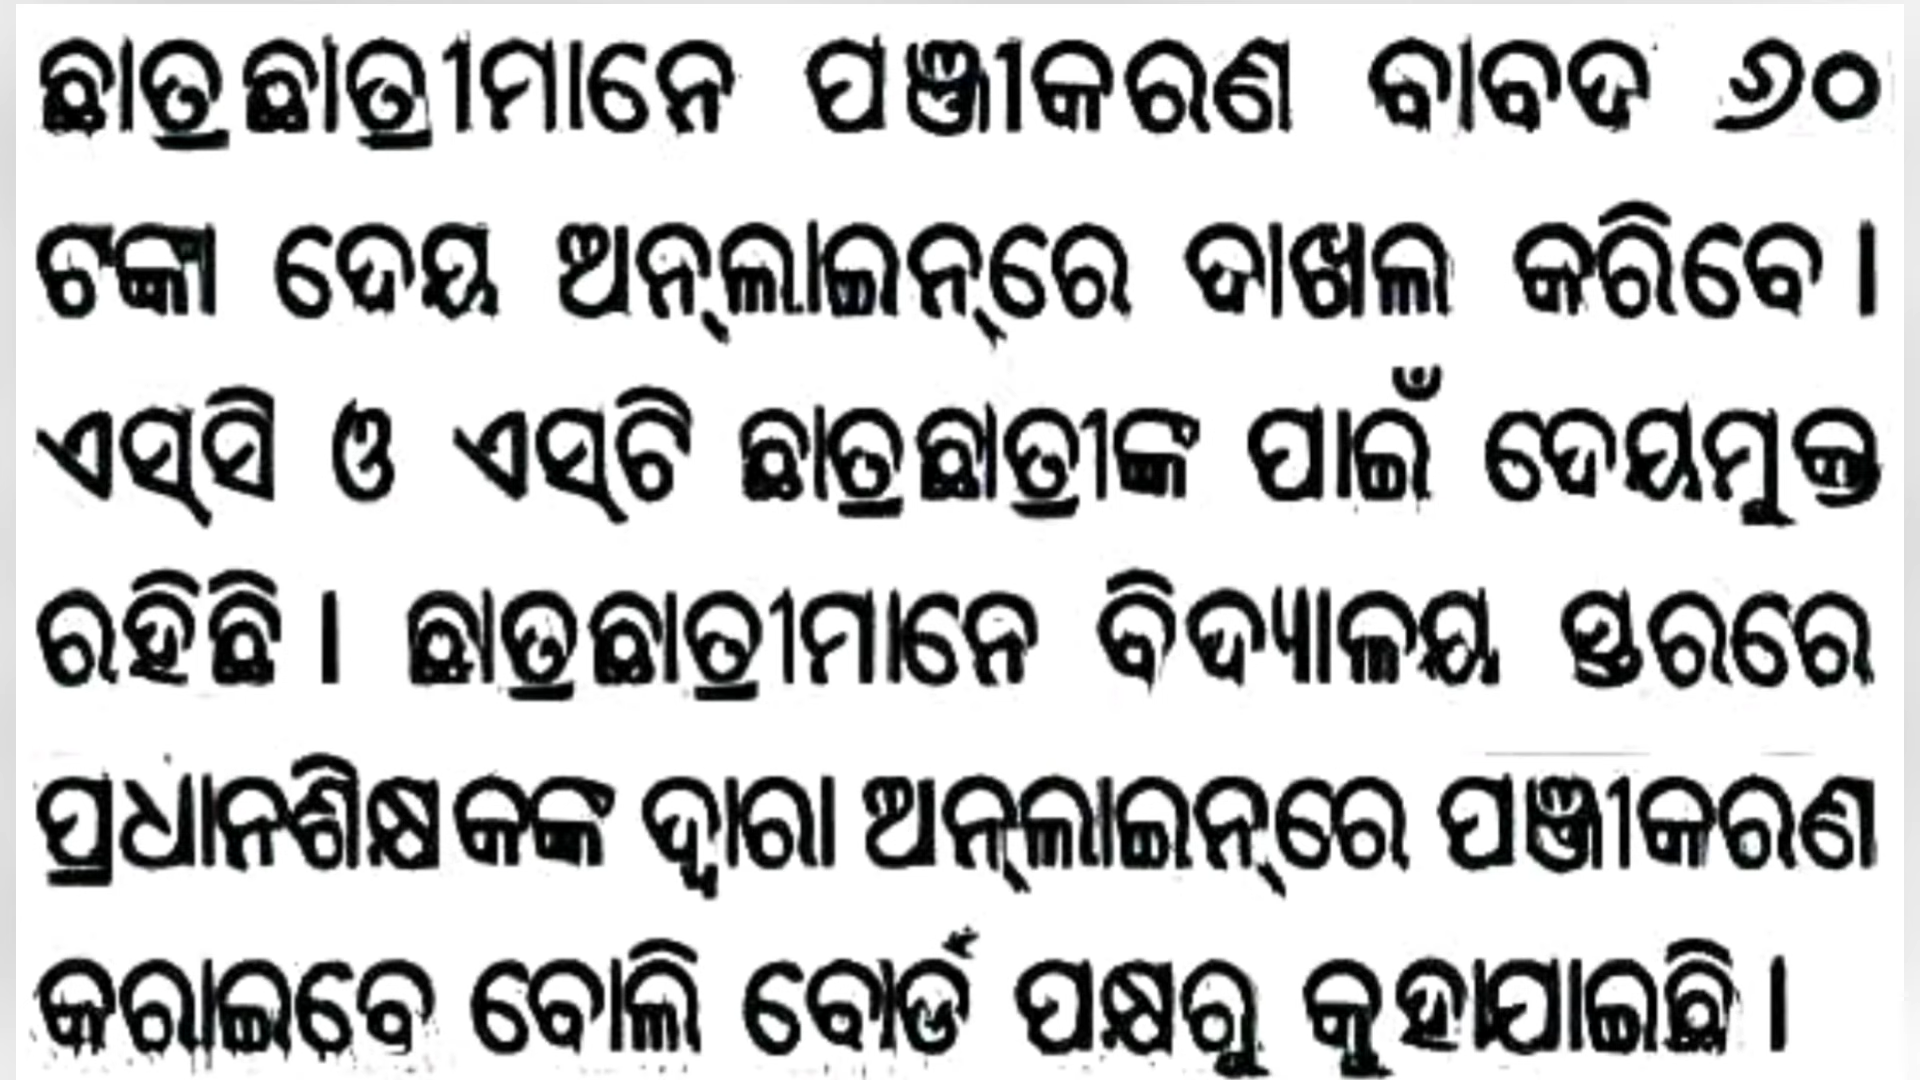 ଛାତ୍ରଛାତ୍ରୀମାନେ ପଞ୍ଜୀକରଣ ବାବଦ ୬୦
ଟଙ୍କା ଦେୟ ଅନ୍‌ଲାଇନ୍‌ରେ ଦାଖଲ କରିବେ ।
ଏସ୍‌ସି ଓ ଏସ୍‌ଟି ଛାତ୍ରଛାତ୍ରୀଙ୍କ ପାଇଁ ଦେୟମୁକ୍ତ
ରହିଛି । ଛାତ୍ରଛାତ୍ରୀମାନେ ବିଦ୍ୟାଳୟ ସ୍ତରରେ
ପ୍ରଧାନଶିକ୍ଷକଙ୍କ ଦ୍ୱାରା ଅନ୍‌ଲାଇନ୍‌ରେ ପଞ୍ଜୀକରଣ
କରାଇବେ ବୋଲି ବୋର୍ଡ ପକ୍ଷରୁ କୁହାଯାଇଛି ।